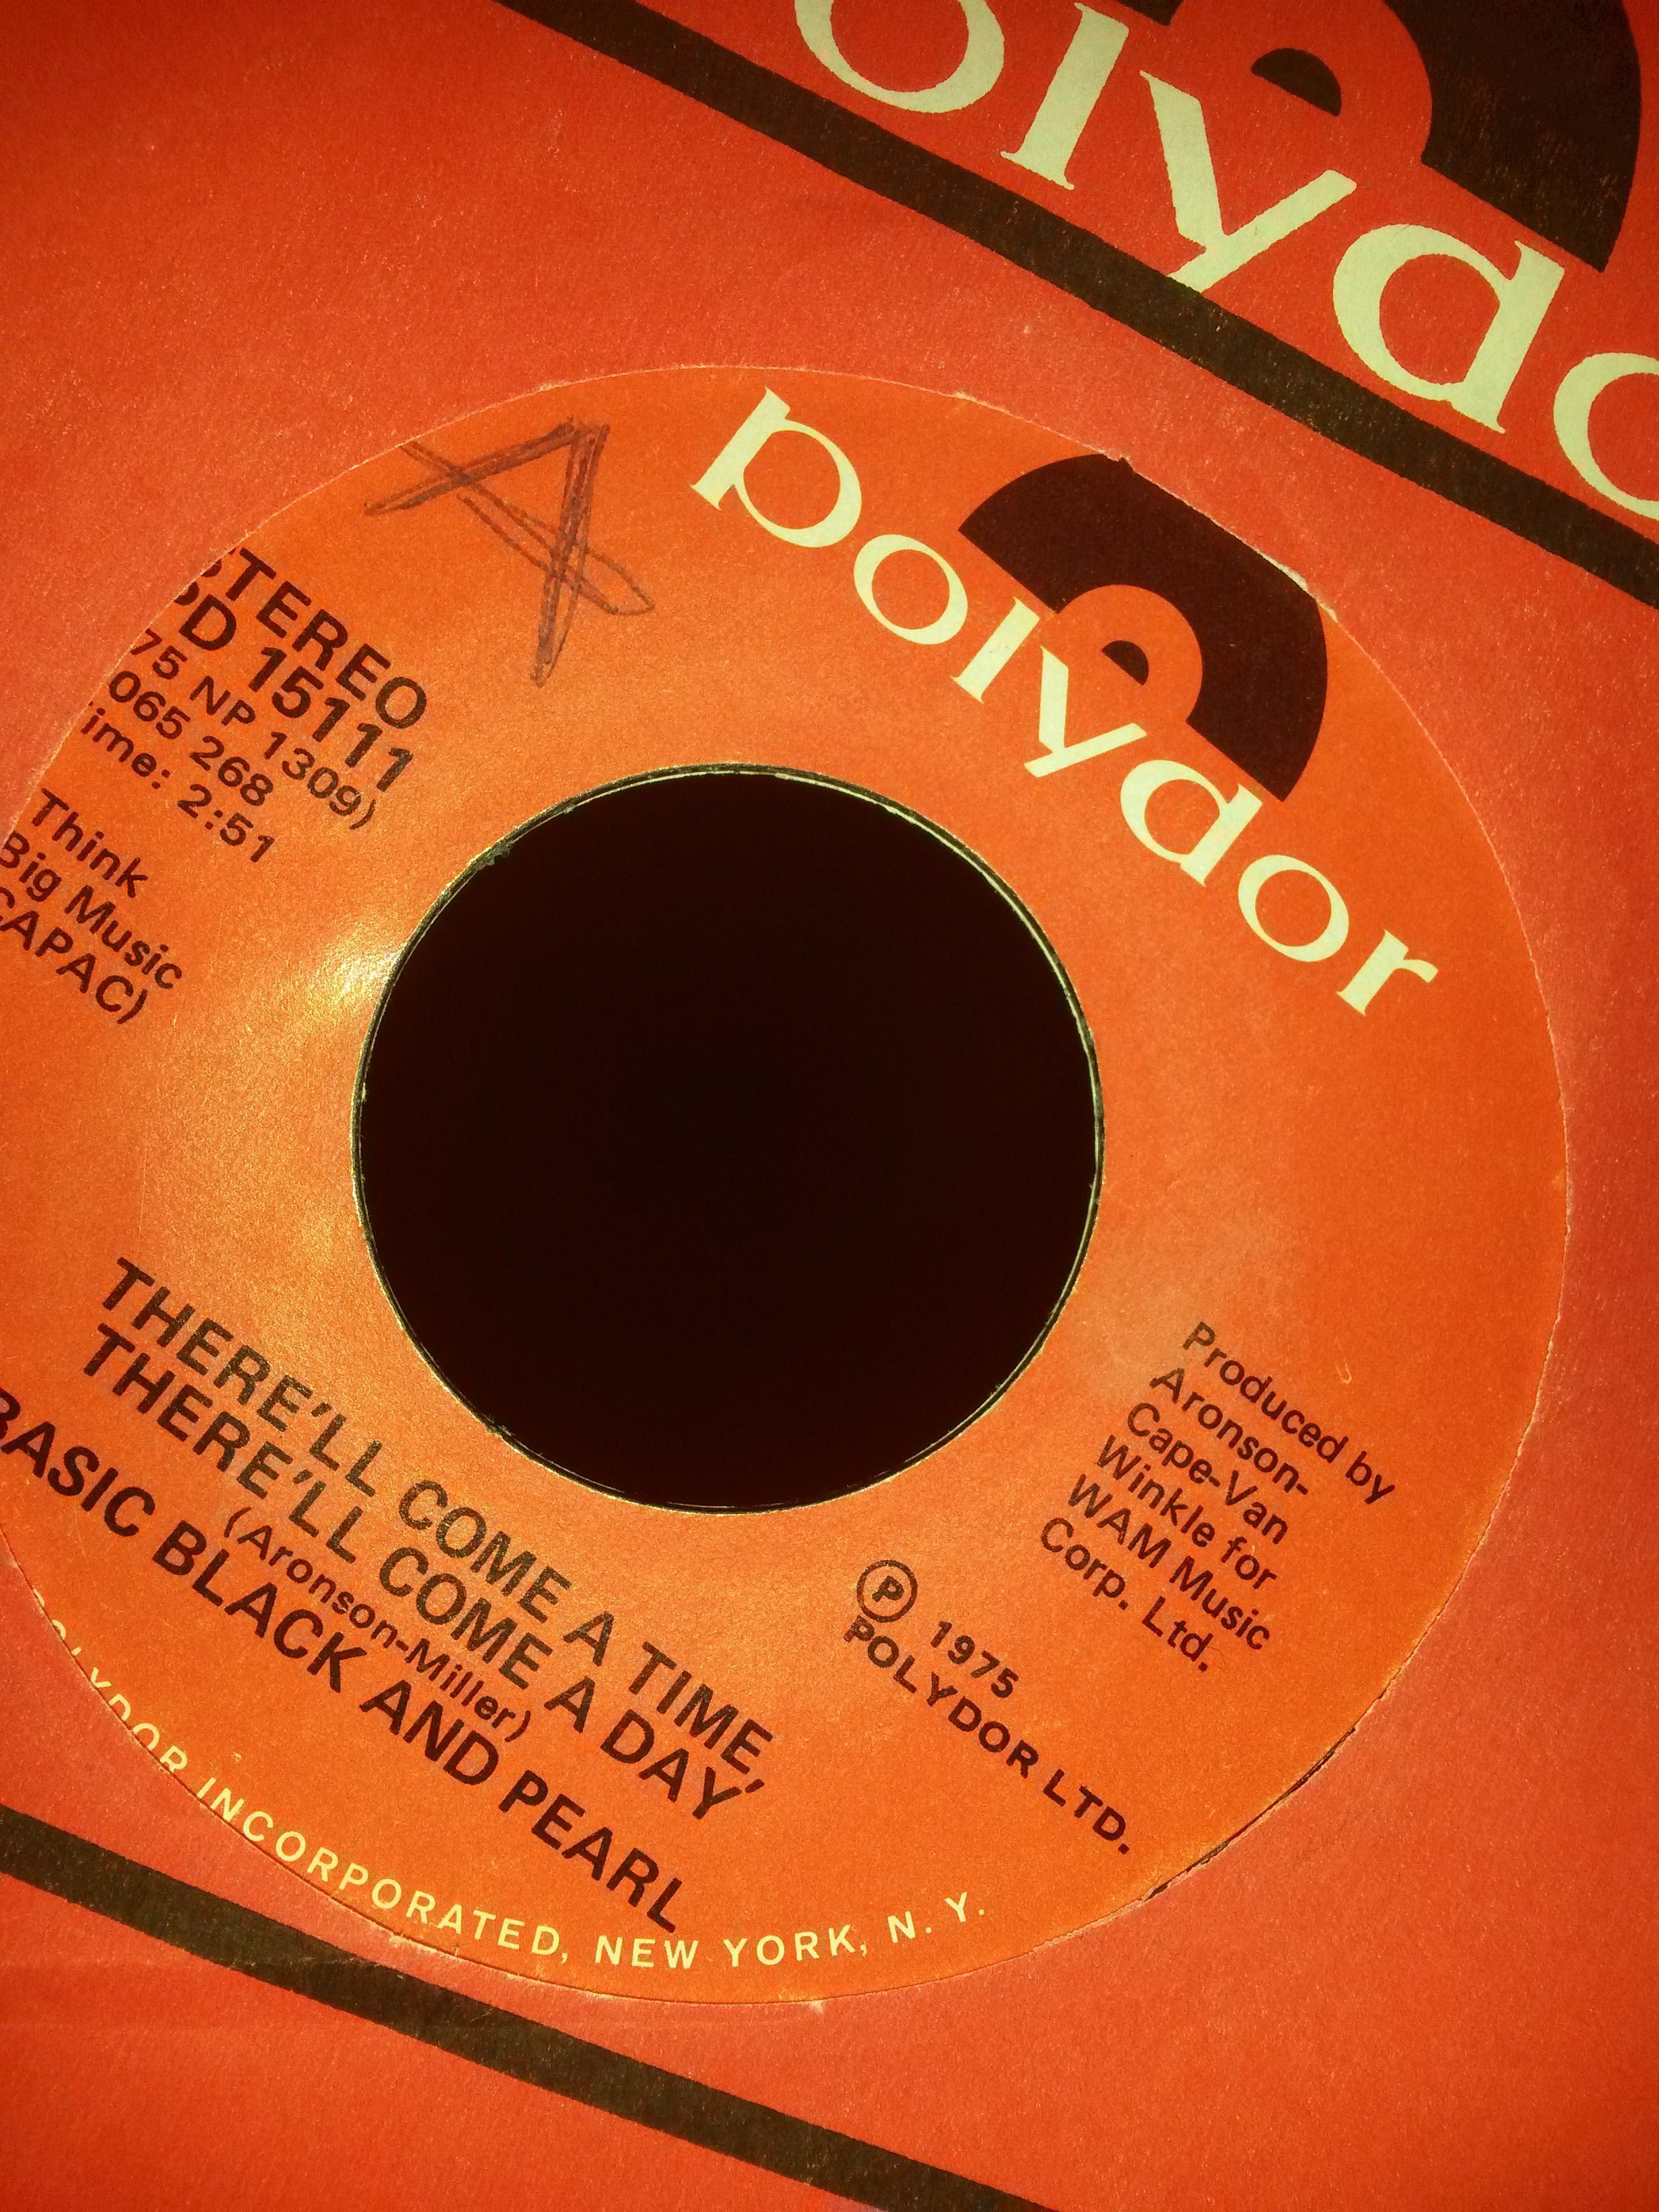 olydo
polydor
STEREO
PD 15111
75 NP 1309)
065 268
ime: 2:51
Think
Big Music
CAPAC)
Produced by
Aronson-
Cape-Van
Winkle for
WAM Music
Corp. Ltd.
Ⓟ 1975
POLYDOR LTD.
THERE'LL COME A TIME,
THERE'LL COME A DAY
(Aronson-Miller)
BASIC BLACK AND PEARL
OLYDOR INCORPORATED, NEW YORK, N. Y.